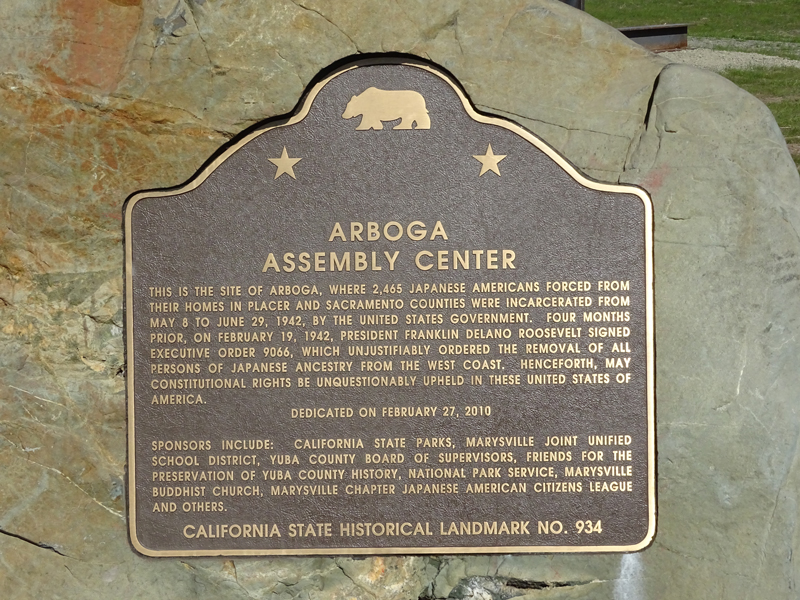 ARBOGA
ASSEMBLY CENTER
THIS IS THE SITE OF ARBOGA, WHERE 2,465 JAPANESE AMERICANS FORCED FROM
THEIR HOMES IN PLACER AND SACRAMENTO COUNTIES WERE INCARCERATED FROM
MAY 8 TO JUNE 29, 1942, BY THE UNITED STATES GOVERNMENT. FOUR MONTHS
PRIOR, ON FEBRUARY 19, 1942, PRESIDENT FRANKLIN DELANO ROOSEVELT SIGNED
EXECUTIVE ORDER 9066, WHICH UNJUSTIFIABLY ORDERED THE REMOVAL OF ALL
PERSONS OF JAPANESE ANCESTRY FROM THE WEST COAST. HENCEFORTH, MAY
CONSTITUTIONAL RIGHTS BE UNQUESTIONABLY UPHELD IN THESE UNITED STATES OF
AMERICA.
DEDICATED ON FEBRUARY 27, 2010
SPONSORS INCLUDE: CALIFORNIA STATE PARKS, MARYSVILLE JOINT UNIFIED
SCHOOL DISTRICT, YUBA COUNTY BOARD OF SUPERVISORS, FRIENDS FOR THE
PRESERVATION OF YUBA COUNTY HISTORY, NATIONAL PARK SERVICE, MARYSVILLE
BUDDHIST CHURCH, MARYSVILLE CHAPTER JAPANESE AMERICAN CITIZENS LEAGUE
AND OTHERS.
CALIFORNIA STATE HISTORICAL LANDMARK NO. 934